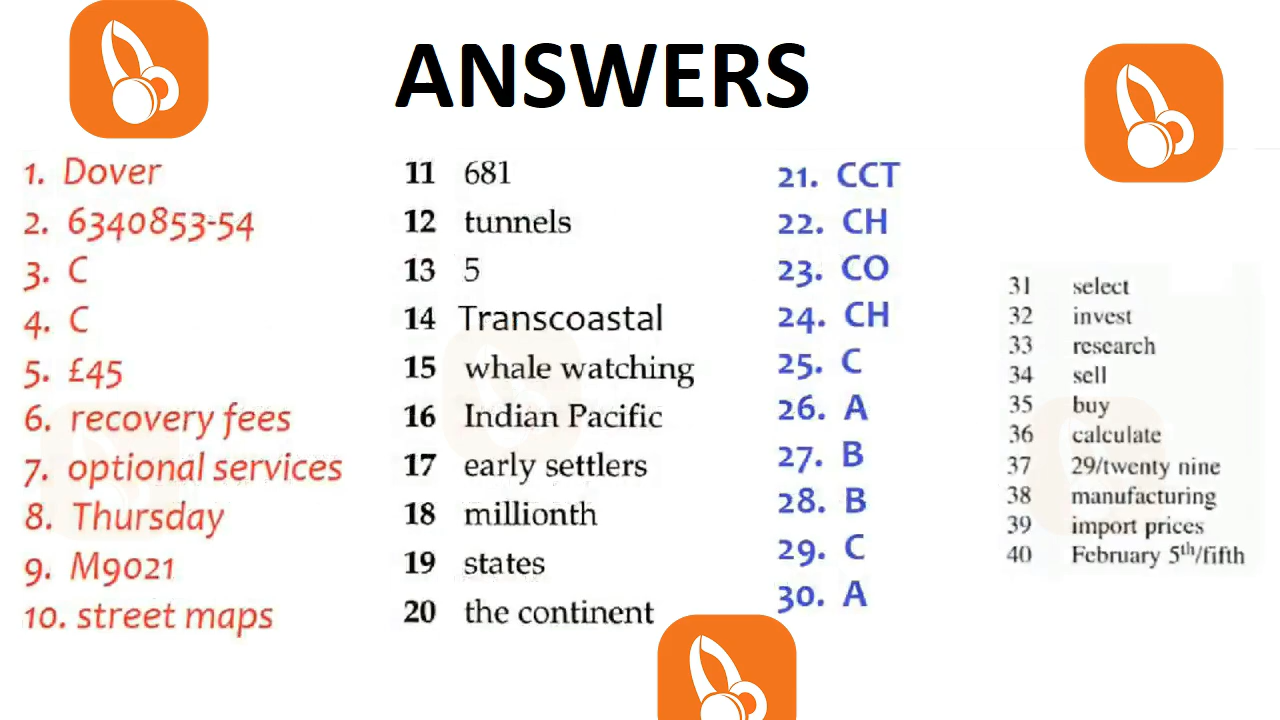 ANSWERS
1. Dover
2. 6340853-54
3. C
4. C
5. £45
6. recovery fees
7. optional services
8. Thursday
9. M9021
10. street maps
11 681
12 tunnels
13 5
14 Transcoastal
15 whale watching
16 Indian Pacific
17 early settlers
18 millionth
19 states
20 the continent
21. CCT
22. CH
23. CO
24. CH
25. C
26. A
27. B
28. B
29. C
30. A
31 select
32 invest
33 research
34 sell
35 buy
36 calculate
37 29/twenty nine
38 manufacturing
39 import prices
40 February 5th/fifth